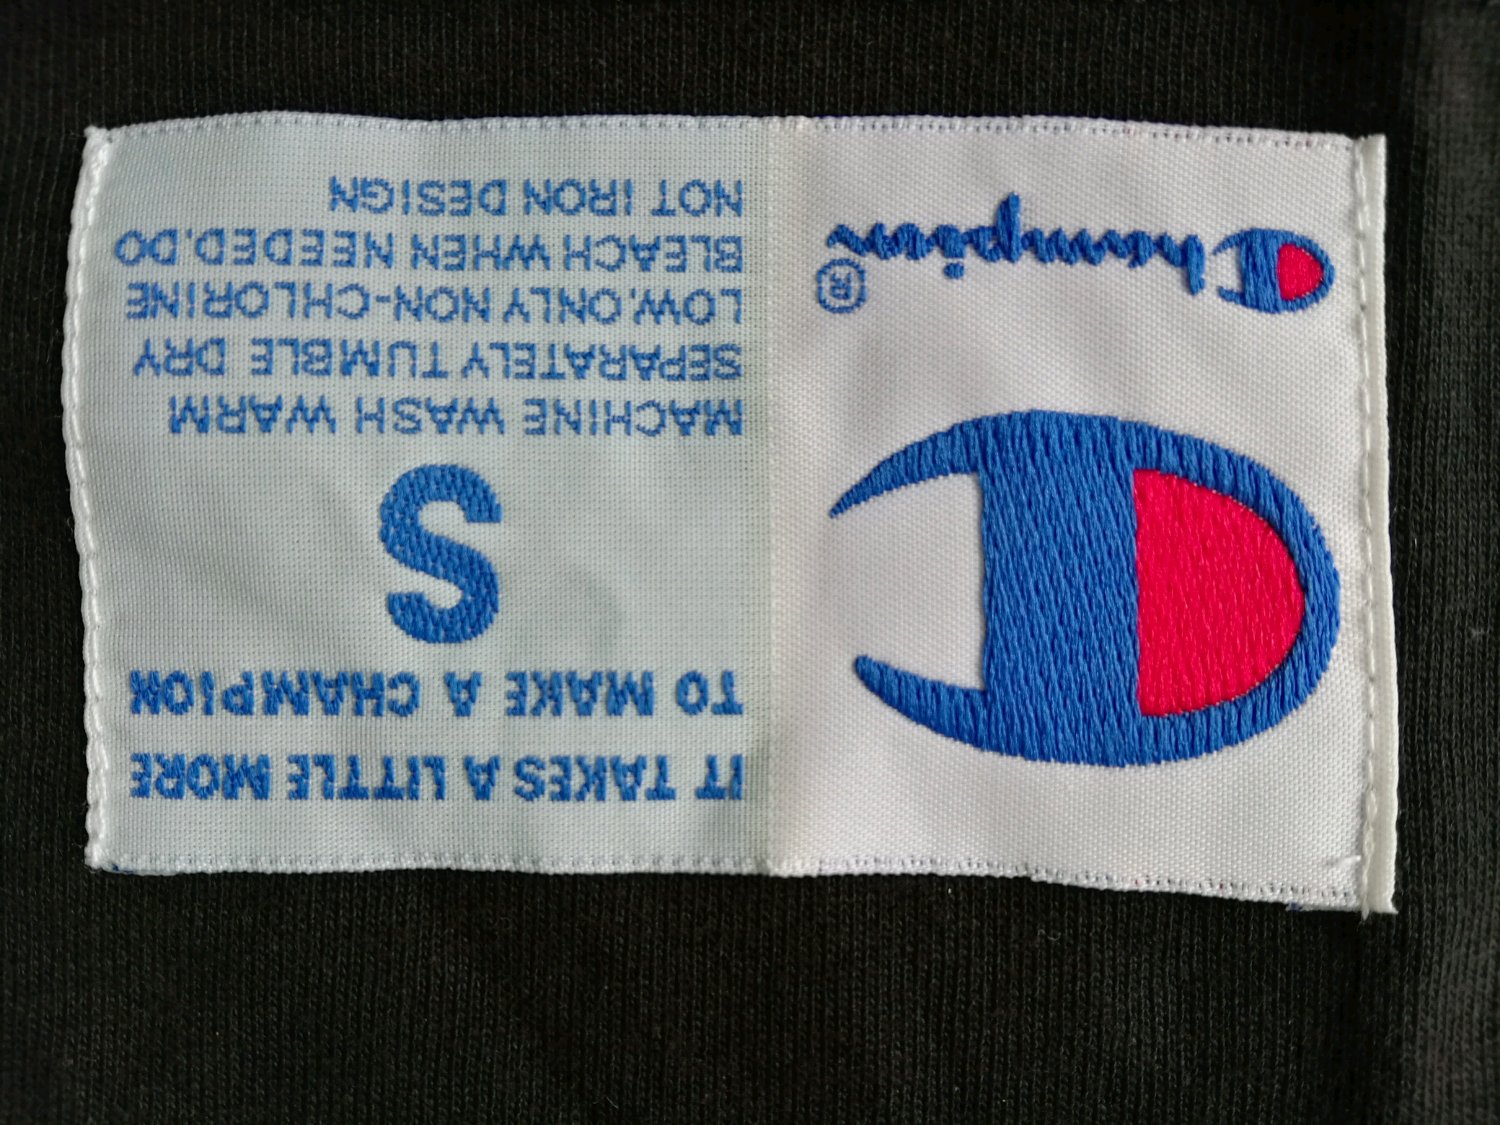 Champion®
IT TAKES A LITTLE MORE
TO MAKE A CHAMPION
S
MACHINE WASH WARM
SEPARATELY TUMBLE DRY
LOW.ONLY NON-CHLORINE
BLEACH WHEN NEEDED.DO
NOT IRON DESIGN